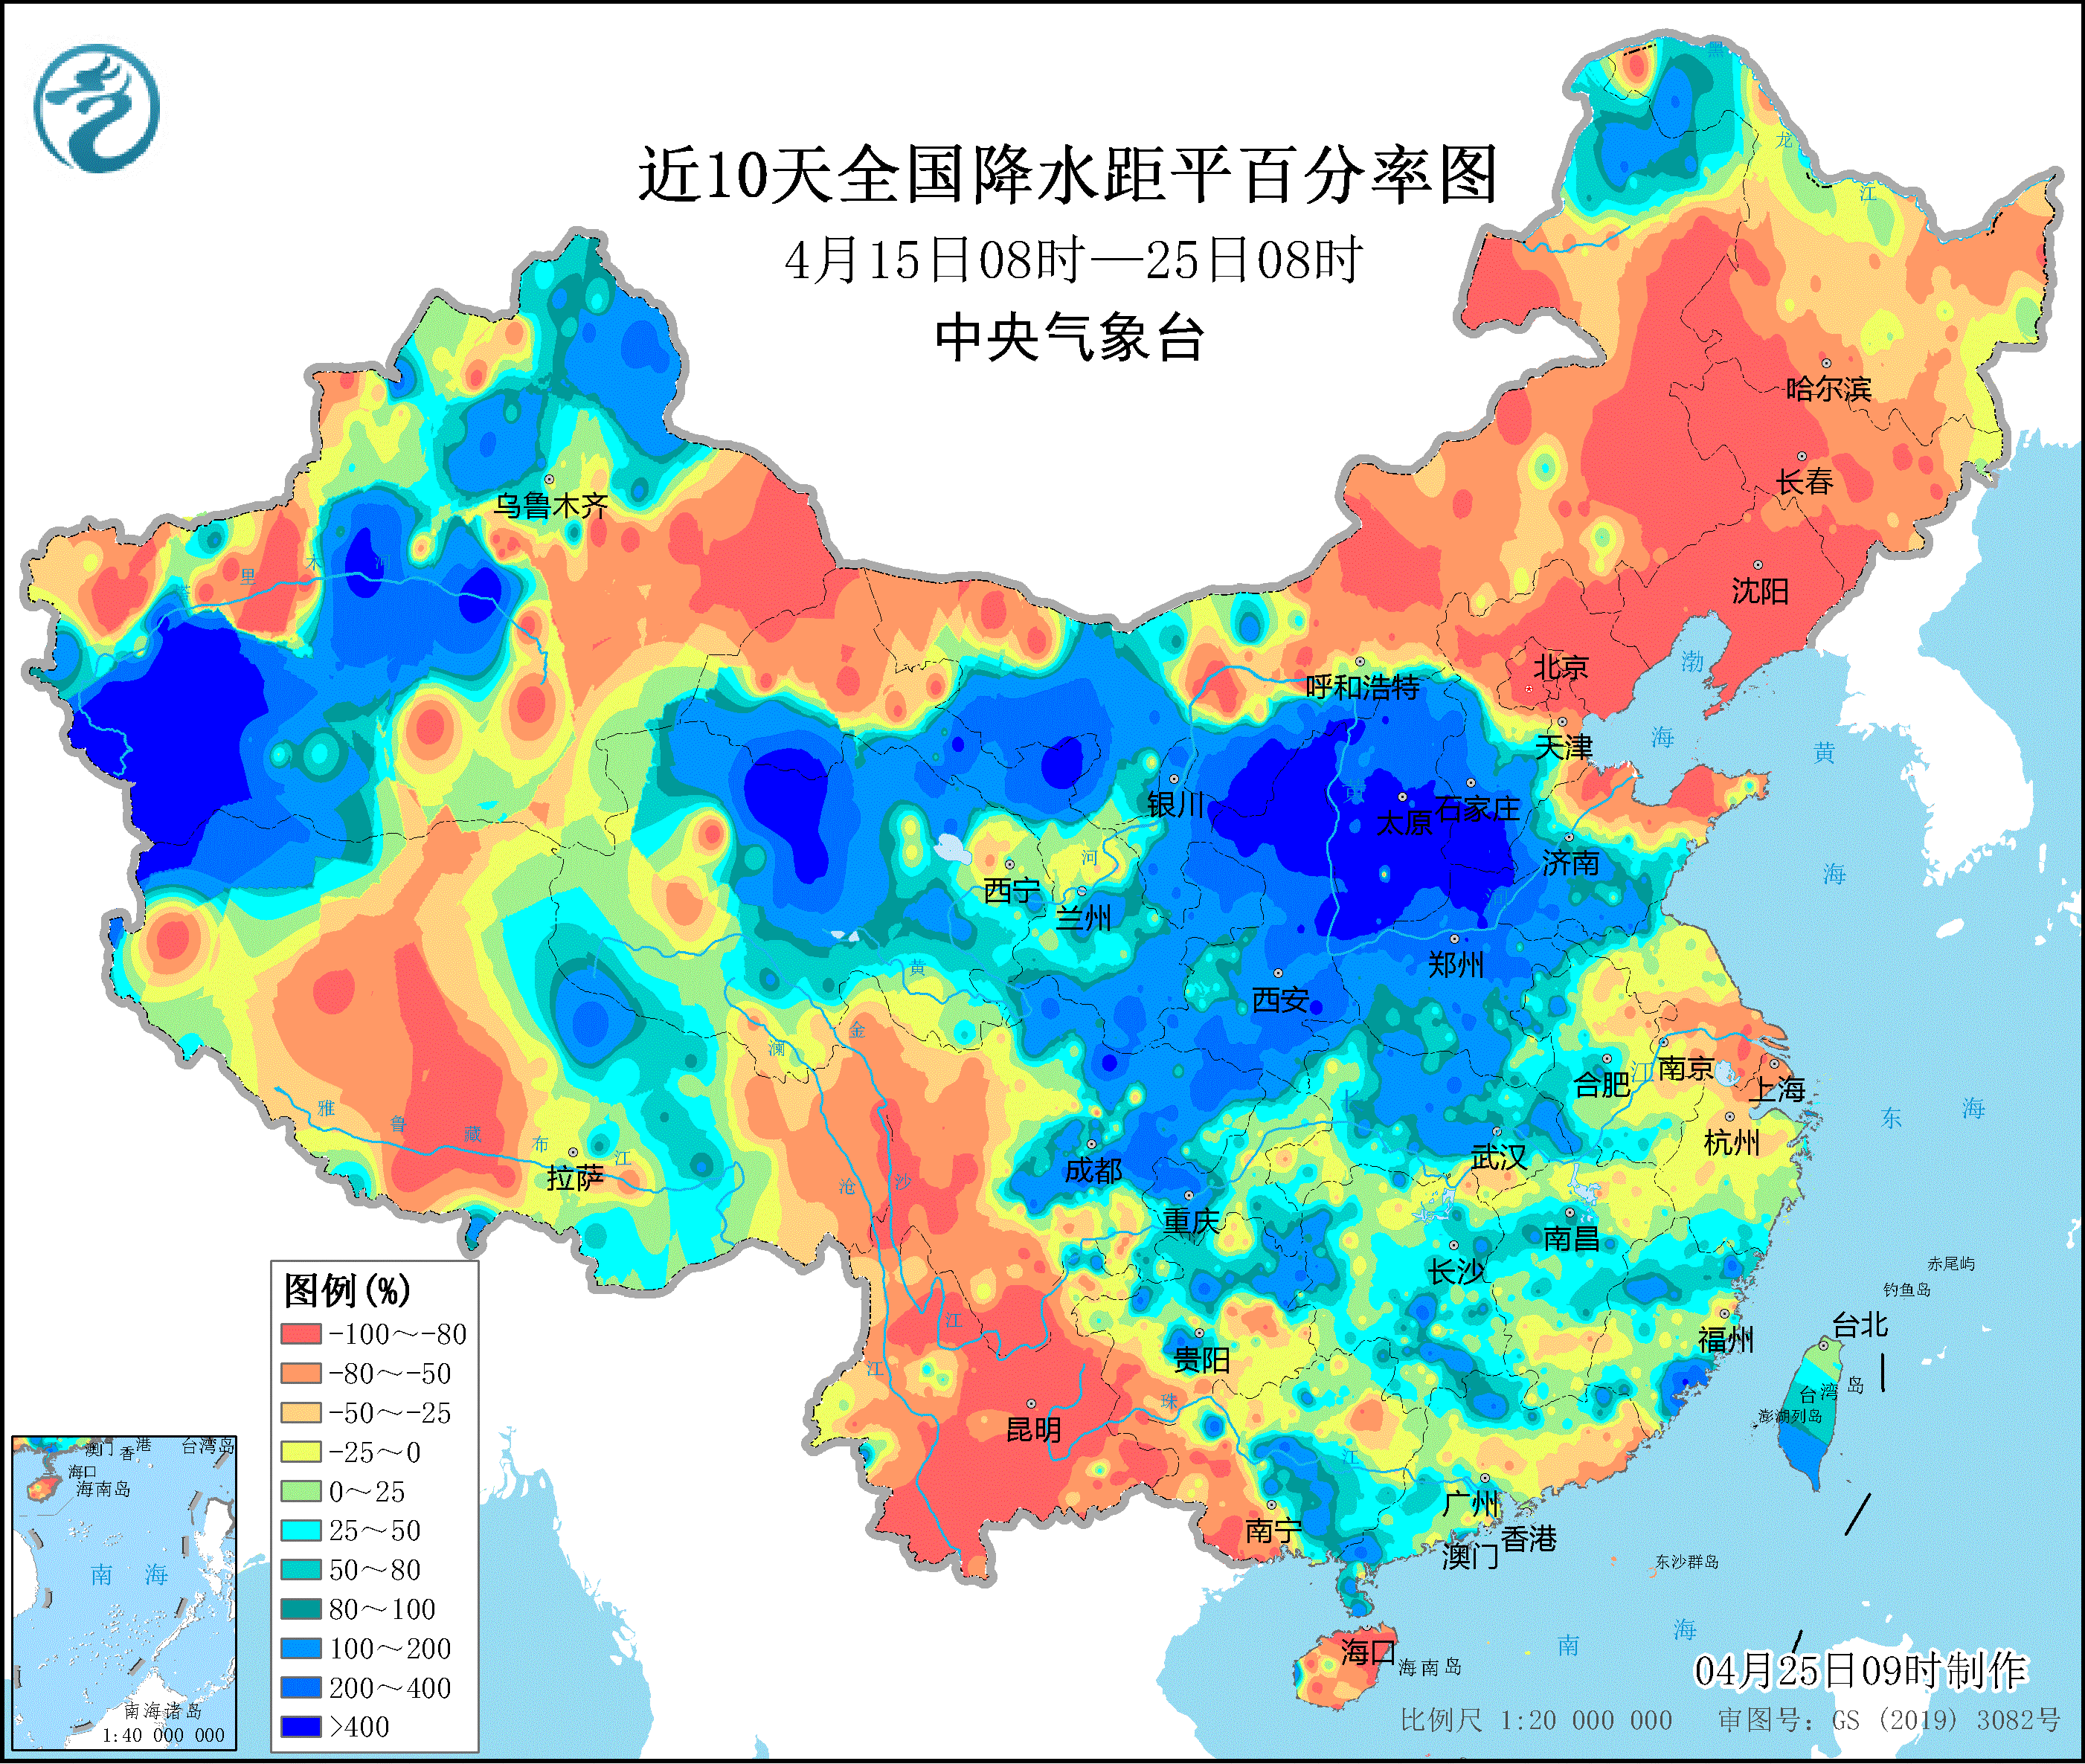 近10天全国降水距平百分率图
4月15日08时—25日08时
中央气象台
黑
龙
江
哈尔滨
长春
沈阳
乌鲁木齐
塔
里
木
河
北京
呼和浩特
天津
渤
海
黄
海
银川
黄
太原
石家庄
济南
西宁
河
兰州
郑州
西安
黄
河
金
澜
合肥
江
南京
上海
杭州
东
海
雅
鲁
藏
布
江
拉萨
沧
沙
成都
长
武汉
重庆
南昌
长沙
赤尾屿
钓鱼岛
台北
福州
台湾岛
澎湖列岛
江
江
贵阳
昆明
珠
江
广州
南宁
香港
澳门
东沙群岛
海口
海南岛
南
海
图例(%)
-100～-80
-80～-50
-50～-25
-25～0
0～25
25～50
50～80
80～100
100～200
200～400
>400
澳门
香港
台湾岛
海口
海南岛
南
海
南海诸岛
1:40 000 000
04月25日09时制作
比例尺 1:20 000 000
审图号：GS (2019) 3082号